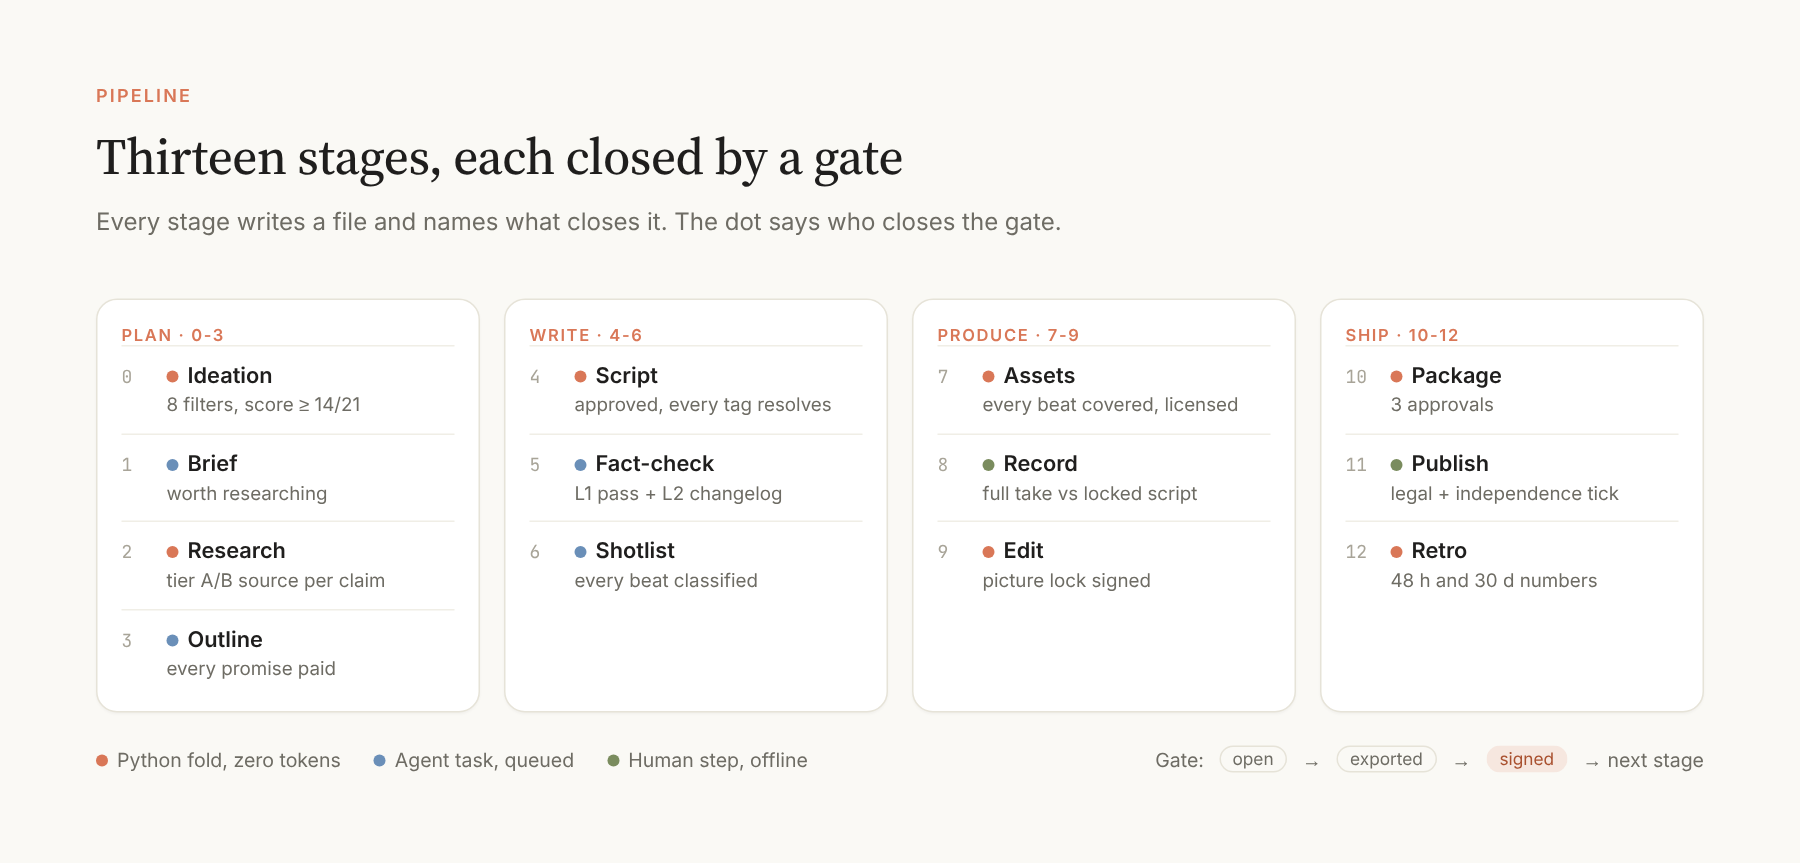 PIPELINE
Thirteen stages, each closed by a gate
Every stage writes a file and names what closes it. The dot says who closes the gate.
PLAN · 0-3
0 Ideation
8 filters, score ≥ 14/21
1 Brief
worth researching
2 Research
tier A/B source per claim
3 Outline
every promise paid
WRITE · 4-6
4 Script
approved, every tag resolves
5 Fact-check
L1 pass + L2 changelog
6 Shotlist
every beat classified
PRODUCE · 7-9
7 Assets
every beat covered, licensed
8 Record
full take vs locked script
9 Edit
picture lock signed
SHIP · 10-12
10 Package
3 approvals
11 Publish
legal + independence tick
12 Retro
48 h and 30 d numbers
Python fold, zero tokens
Agent task, queued
Human step, offline
Gate: open → exported → signed → next stage